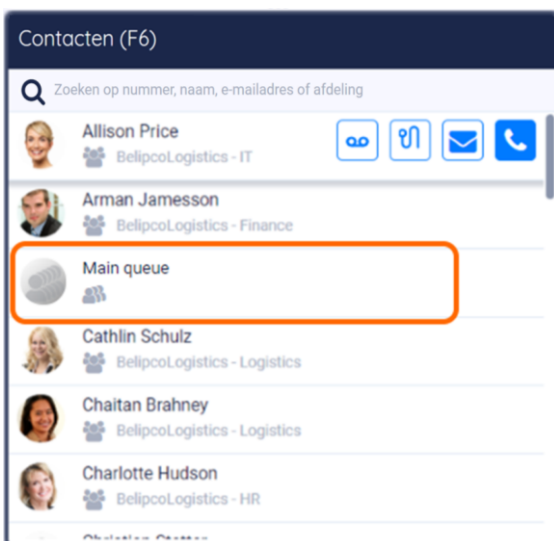 Contacten (F6)
Zoeken op nummer, naam, e-mailadres of afdeling
Allison Price
BelipcoLogistics - IT
Arman Jamesson
BelipcoLogistics - Finance
Main queue
Cathlin Schulz
BelipcoLogistics - Logistics
Chaitan Brahney
BelipcoLogistics - Logistics
Charlotte Hudson
BelipcoLogistics - HR